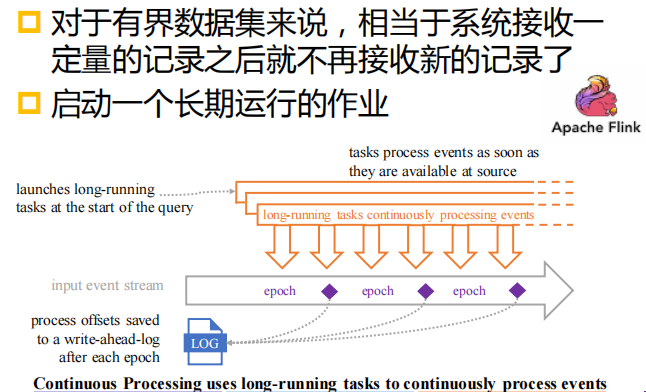 对于有界数据集来说，相当于系统接收一
定量的记录之后就不再接收新的记录了
启动一个长期运行的作业
Apache Flink
tasks process events as soon as
they are available at source
launches long-running
tasks at the start of the query
long-running tasks continuously processing events
input event stream
epoch
epoch
epoch
process offsets saved
to a write-ahead-log
after each epoch
LOG
Continuous Processing uses long-running tasks to continuously process events